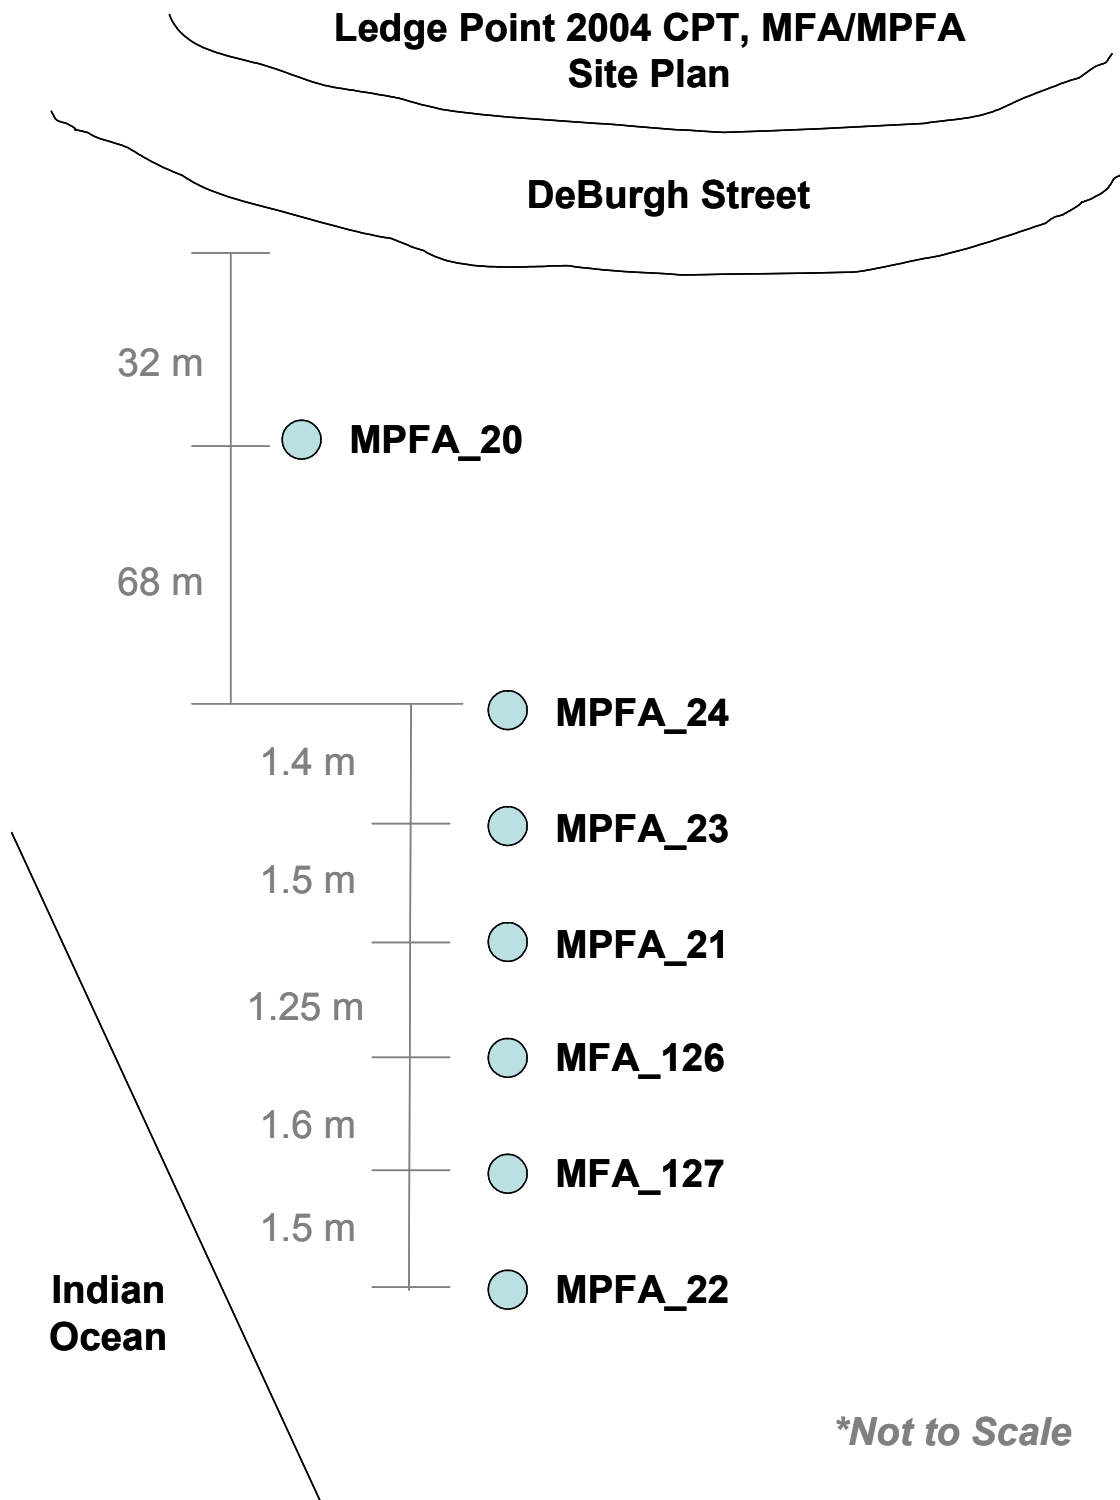 Ledge Point 2004 CPT, MFA/MPFA
Site Plan
DeBurgh Street
32 m
MPFA_20
68 m
MPFA_24
1.4 m
MPFA_23
1.5 m
MPFA_21
1.25 m
MFA_126
1.6 m
MFA_127
1.5 m
MPFA_22
Indian
Ocean
*Not to Scale